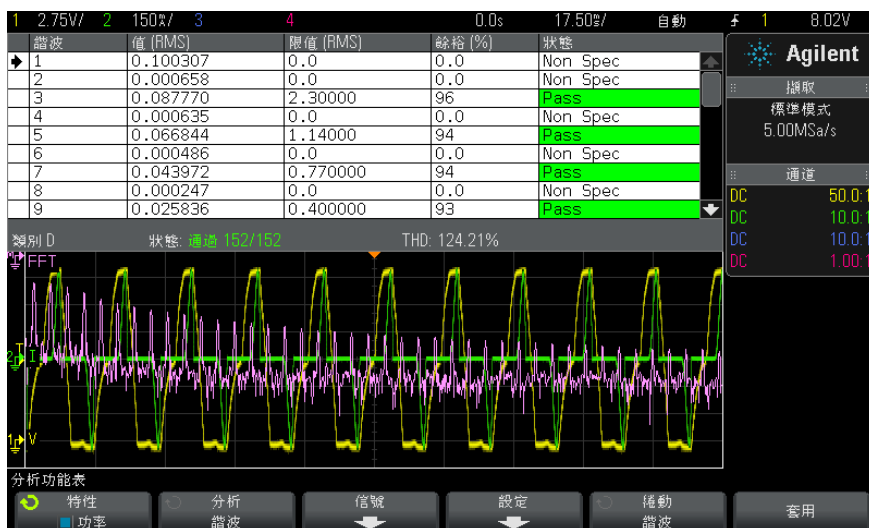 1 2.75V/ 2 150%/ 3 4 0.0s 17.50%/ 自動 1 8.02V
諧波 值 (RMS) 限值 (RMS) 餘裕 (%) 狀態
1 0.100307 0.0 0.0 Non Spec
2 0.000658 0.0 0.0 Non Spec
3 0.087770 2.30000 96 Pass
4 0.000635 0.0 0.0 Non Spec
5 0.066844 1.14000 94 Pass
6 0.000486 0.0 0.0 Non Spec
7 0.043972 0.770000 94 Pass
8 0.000247 0.0 0.0 Non Spec
9 0.025836 0.400000 93 Pass
類別 D 狀態: 通過 152/152 THD: 124.21%
FFT
2 I
1 V
Agilent
擷取
標準模式
5.00MSa/s
通道
DC 50.0:1
DC 10.0:1
DC 10.0:1
DC 1.00:1
分析功能表
特性
功率
分析
諧波
信號
設定
捲動
諧波
套用